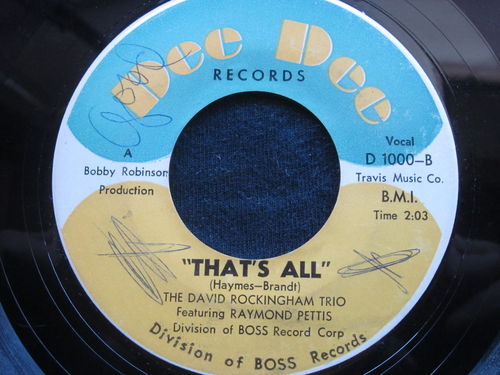 Dee Dee
RECORDS
A
Bobby Robinson
Production
Vocal
D 1000-B
Travis Music Co.
B.M.I.
Time 2:03
"THAT'S ALL"
(Haymes-Brandt)
THE DAVID ROCKINGHAM TRIO
Featuring RAYMOND PETTIS
Division of BOSS Record Corp
Division of BOSS Records